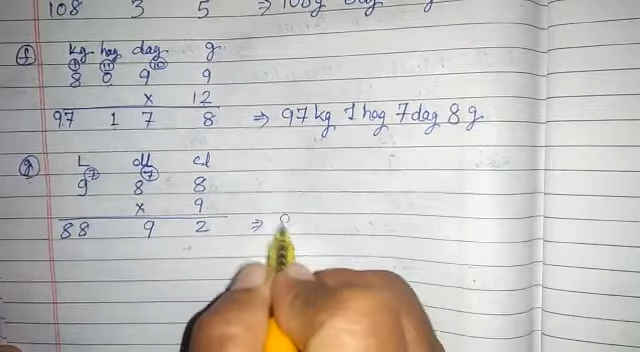 108 3 5 ⇒ 108g
f kg hag dag g
8 0 9 9
× 12
97 1 7 8 ⇒ 97 kg 1 hag 7 dag 8 g
g L dl cl
9 8 8
× 9
88 9 2 ⇒